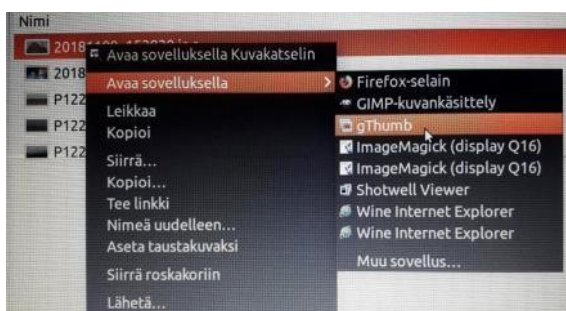 Nimi
2018
Avaa sovelluksella Kuvakatselin
2018
Avaa sovelluksella
P122
Leikkaa
P122
Kopioi
P122
Siirrä...
Kopioi...
Tee linkki
Nimeä uudelleen...
Aseta taustakuvaksi
Siirrä roskakoriin
Lähetä...
Firefox-selain
GIMP-kuvankäsittely
gThumb
ImageMagick (display Q16)
ImageMagick (display Q16)
Shotwell Viewer
Wine Internet Explorer
Wine Internet Explorer
Muu sovellus...